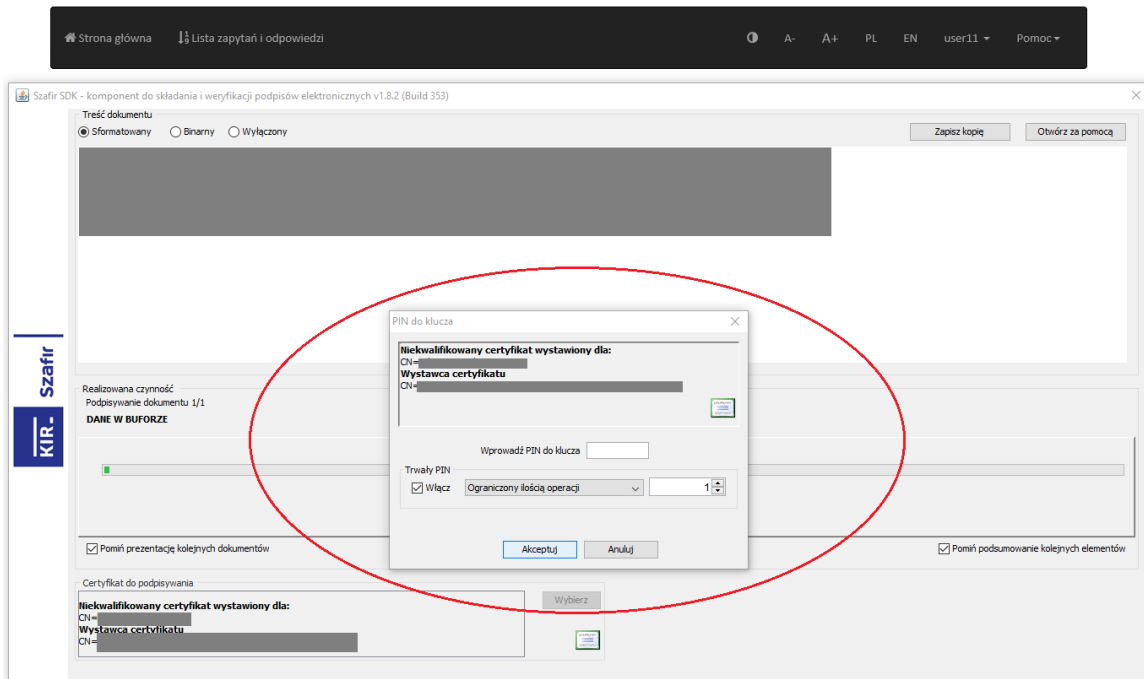 Strona główna Lista zapytań i odpowiedzi A- A+ PL EN user11 Pomoc
Szafir SDK - komponent do składania i weryfikacji podpisów elektronicznych v1.8.2 (Build 353)
Treść dokumentu
Sformatowany Binarny Wyłączony Zapisz kopię Otwórz za pomocą
PIN do klucza
Niekwalifikowany certyfikat wystawiony dla:
CN=
Wystawca certyfikatu
CN=
Wprowadź PIN do klucza
Trwały PIN
Włącz Ograniczony ilością operacji 1
Akceptuj Anuluj
Szafir
KIR
Realizowana czynność
Podpisywanie dokumentu 1/1
DANE W BUFORZE
Pomiń prezentację kolejnych dokumentów Pomiń podsumowanie kolejnych elementów
Certyfikat do podpisywania
Niekwalifikowany certyfikat wystawiony dla:
CN=
Wystawca certyfikatu
CN=
Wybierz